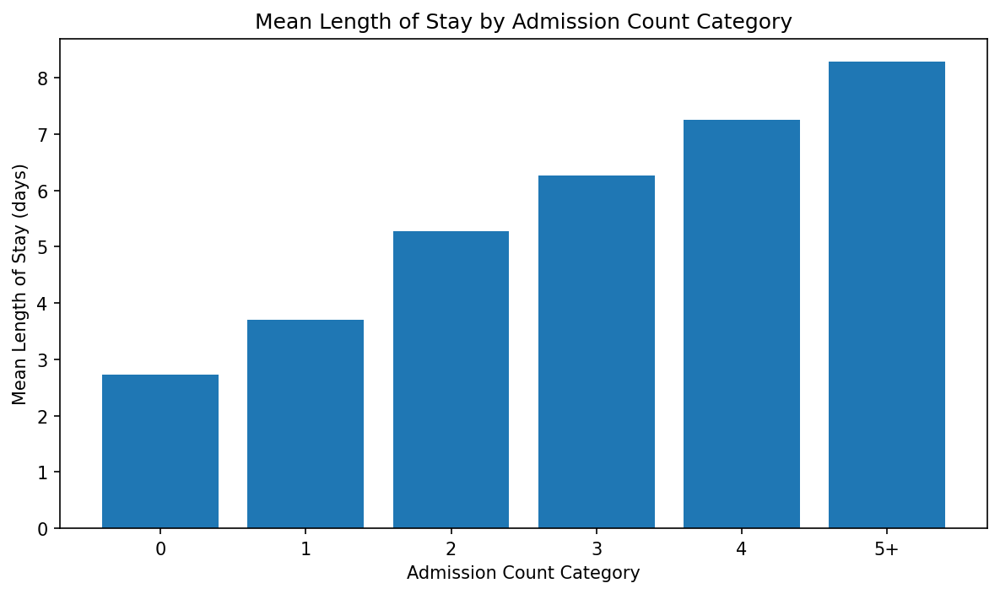 Mean Length of Stay by Admission Count Category
Mean Length of Stay (days)
8
7
6
5
4
3
2
1
0
0 1 2 3 4 5+
Admission Count Category